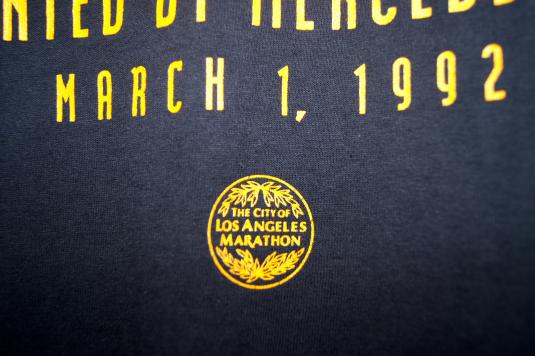 MARCH 1, 1992
THE CITY OF
LOS ANGELES
MARATHON